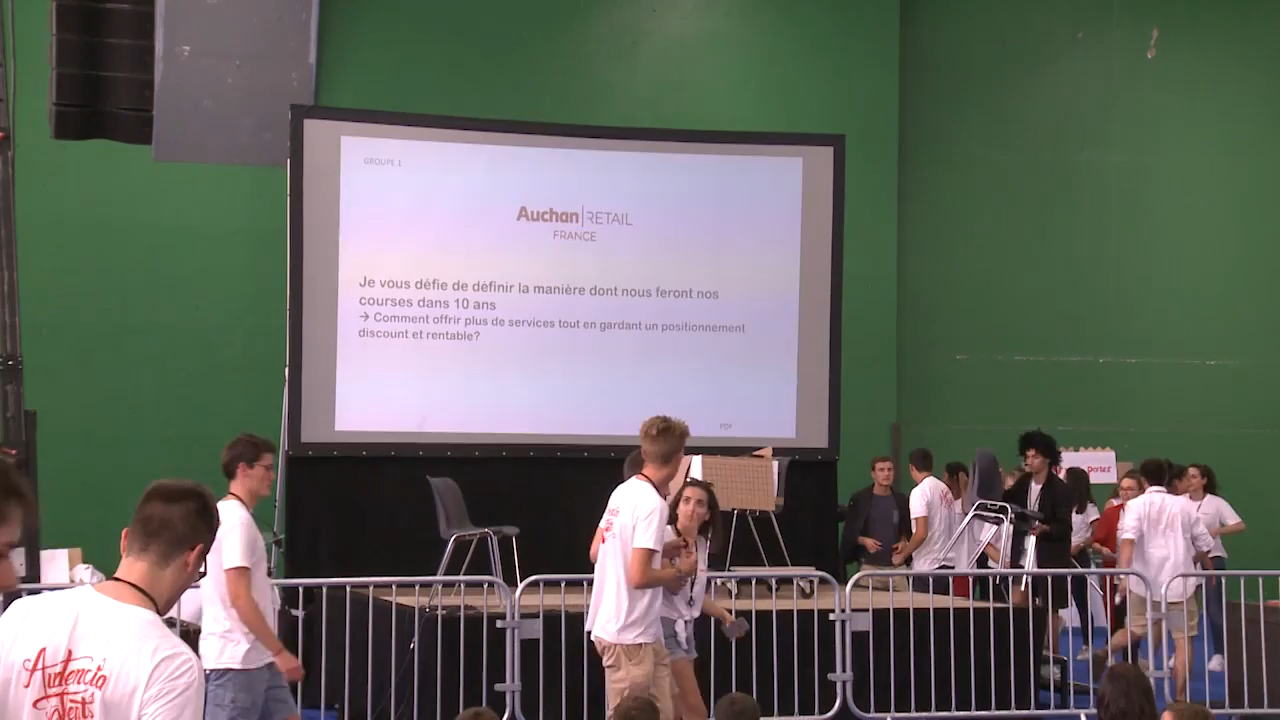 GROUPE 1
Auchan|RETAIL
FRANCE
Je vous défie de définir la manière dont nous feront nos
courses dans 10 ans
→ Comment offrir plus de services tout en gardant un positionnement
discount et rentable?
PDF
Autencia